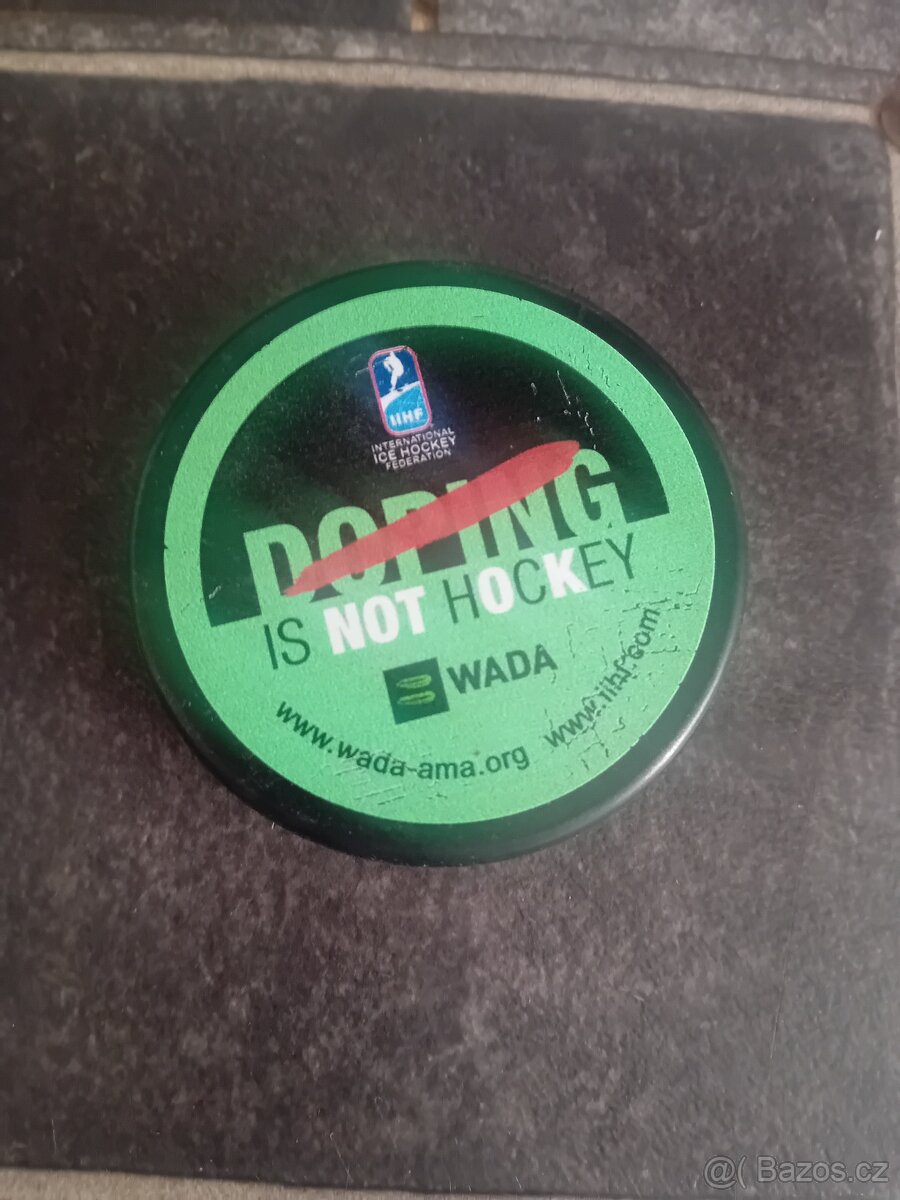 IIHF
INTERNATIONAL
ICE HOCKEY
FEDERATION
DOPING
IS NOT HOCKEY
WADA
www.wada-ama.org www.iihf.com
@( Bazos.cz